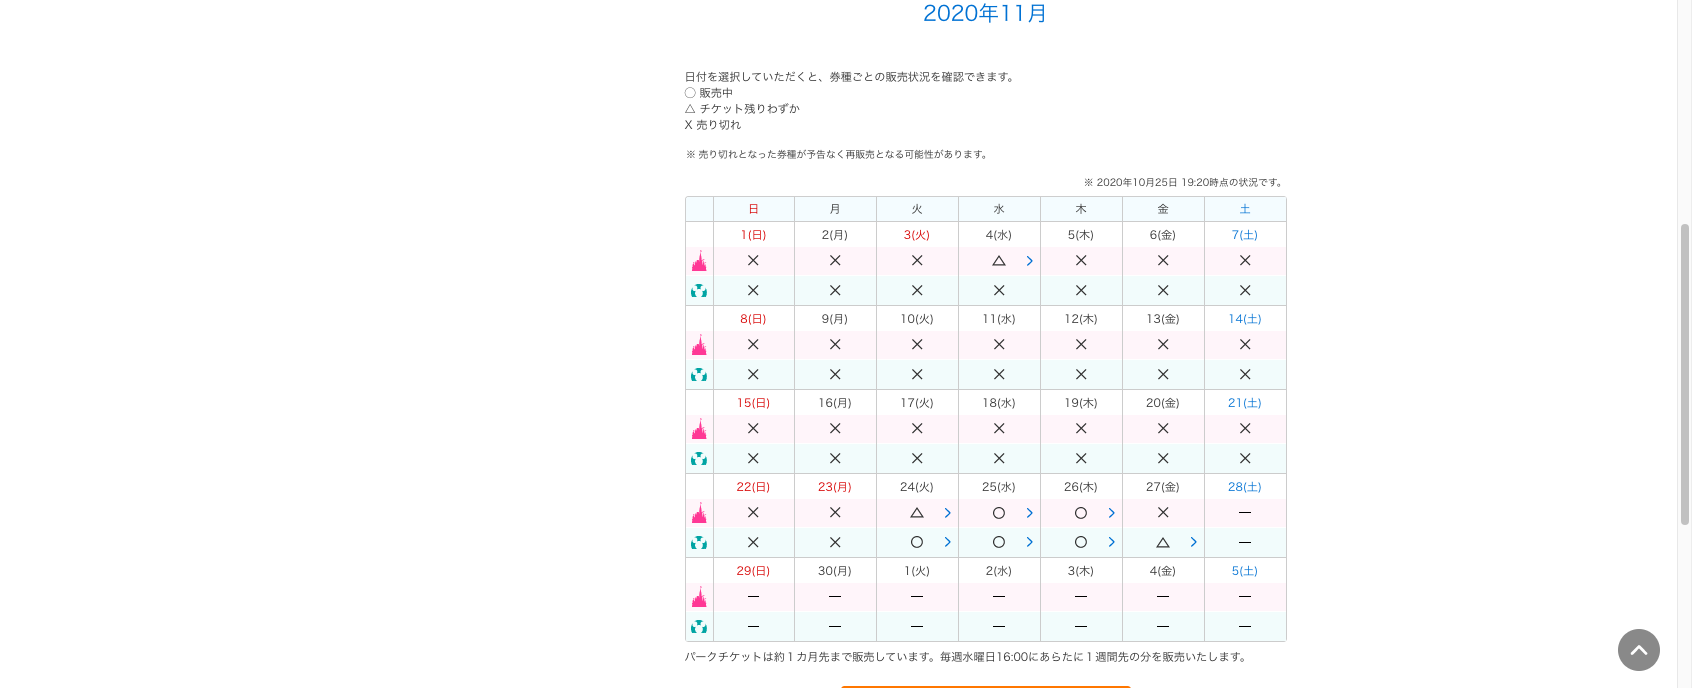 2020年11月
日付を選択していただくと、券種ごとの販売状況を確認できます。
○ 販売中
△ チケット残りわずか
X 売り切れ
※ 売り切れとなった券種が予告なく再販売となる可能性があります。
※ 2020年10月25日 19:20時点の状況です。
日 月 火 水 木 金 土
1(日) 2(月) 3(火) 4(水) 5(木) 6(金) 7(土)
× × × △ × × ×
× × × × × × ×
8(日) 9(月) 10(火) 11(水) 12(木) 13(金) 14(土)
× × × × × × ×
× × × × × × ×
15(日) 16(月) 17(火) 18(水) 19(木) 20(金) 21(土)
× × × × × × ×
× × × × × × ×
22(日) 23(月) 24(火) 25(水) 26(木) 27(金) 28(土)
× × △ ○ ○ × －
× × ○ ○ ○ △ －
29(日) 30(月) 1(火) 2(水) 3(木) 4(金) 5(土)
－ － － － － － －
－ － － － － － －
パークチケットは約１カ月先まで販売しています。毎週水曜日16:00にあらたに１週間先の分を販売いたします。